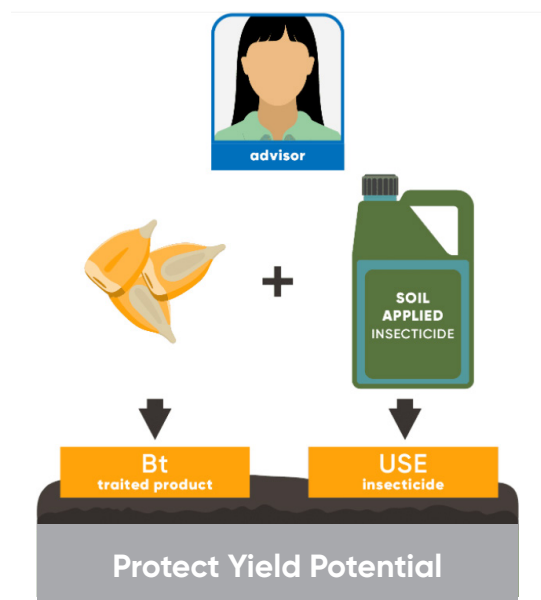 advisor
+
SOIL
APPLIED
INSECTICIDE
Bt
traited product
USE
insecticide
Protect Yield Potential